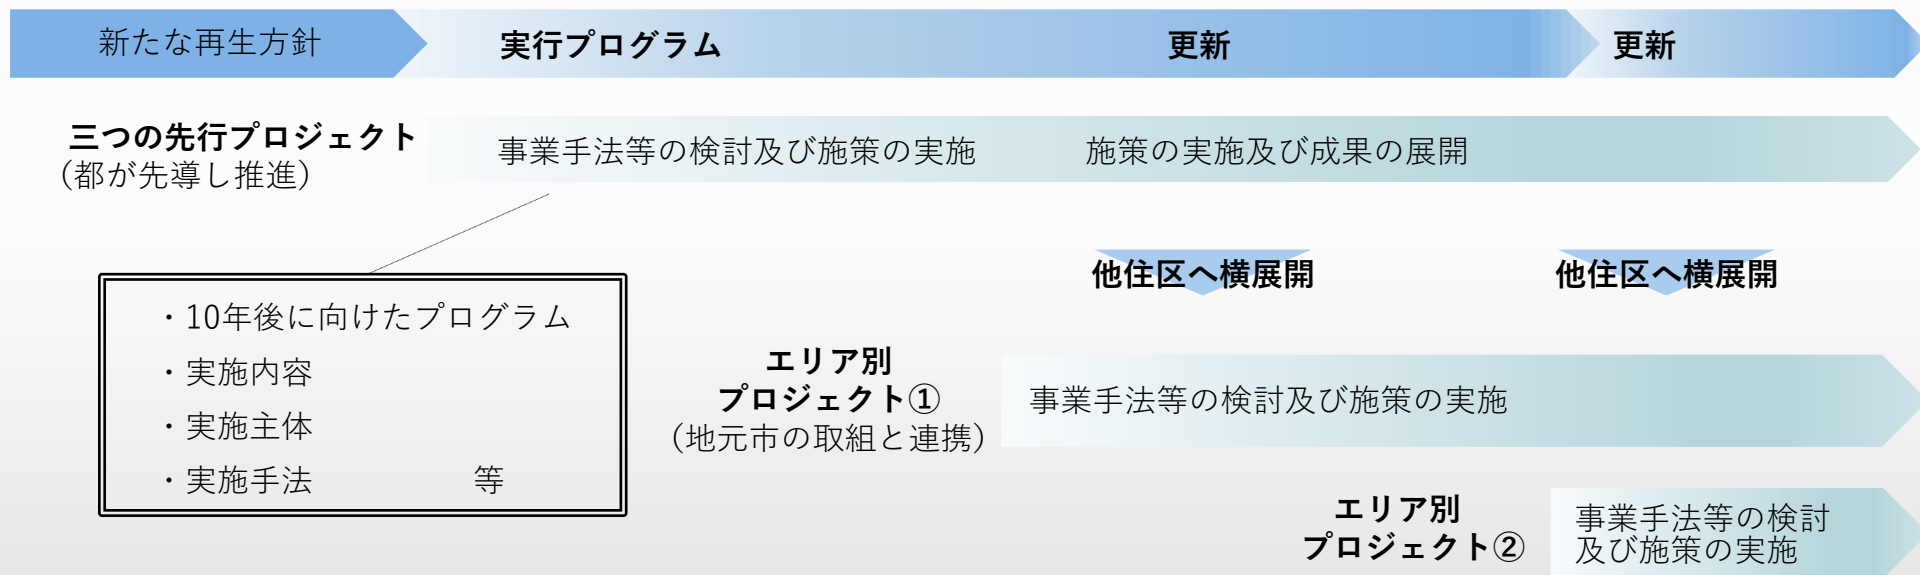 新たな再生方針
実行プログラム
更新
更新
三つの先行プロジェクト
（都が先導し推進）
事業手法等の検討及び施策の実施
施策の実施及び成果の展開
他住区へ横展開
他住区へ横展開
・10年後に向けたプログラム
・実施内容
・実施主体
・実施手法 等
エリア別
プロジェクト①
（地元市の取組と連携）
事業手法等の検討及び施策の実施
エリア別
プロジェクト②
事業手法等の検討
及び施策の実施